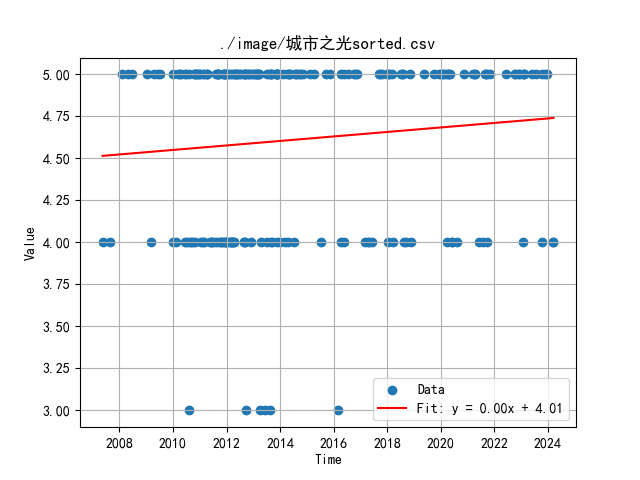 ./image/城市之光sorted.csv
5.00
4.75
4.50
4.25
4.00
3.75
3.50
3.25
3.00
Value
Data
Fit: y = 0.00x + 4.01
2008 2010 2012 2014 2016 2018 2020 2022 2024
Time